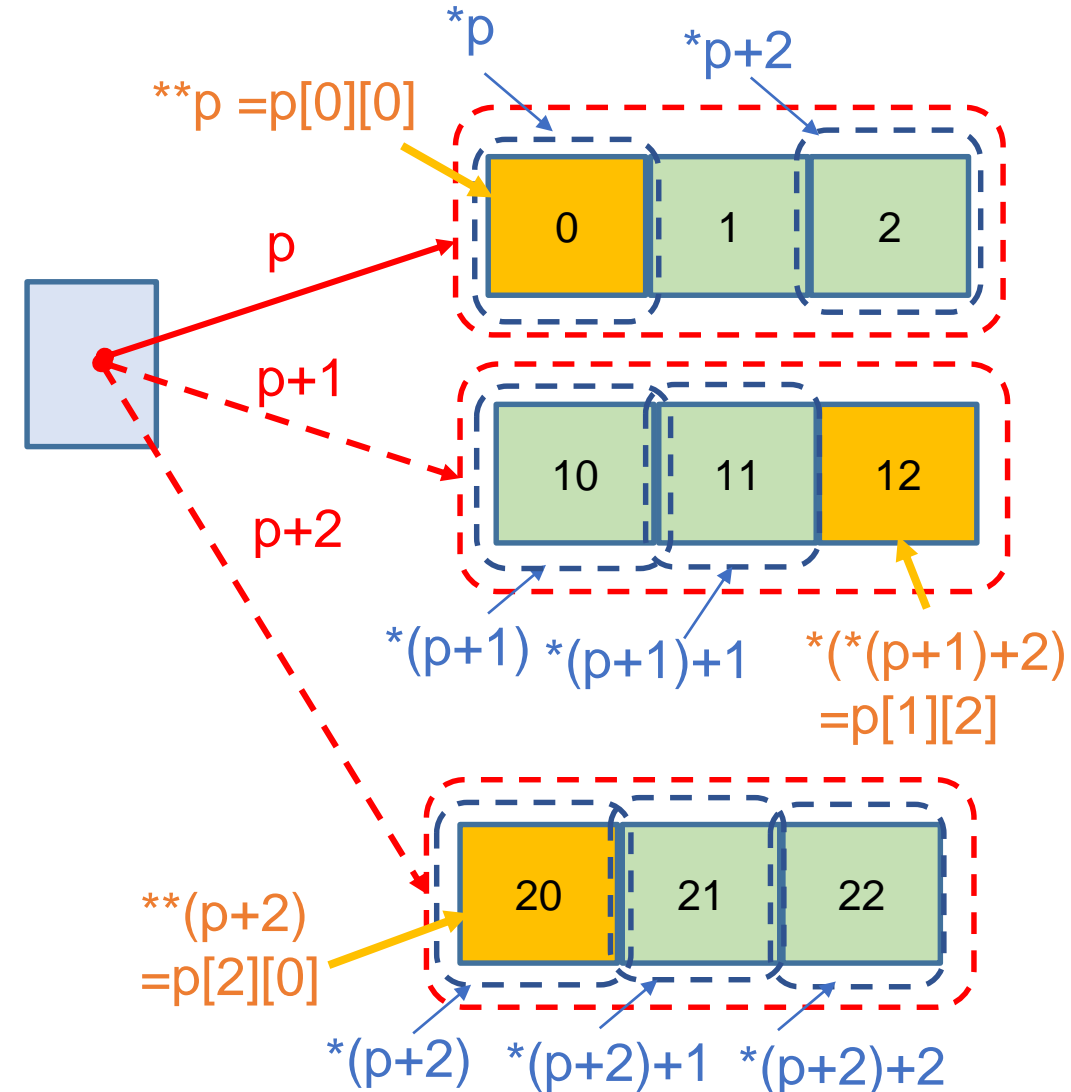 *p
*p+2
**p =p[0][0]
0
1
2
p
p+1
10
11
12
p+2
*(p+1)
*(p+1)+1
*(*(p+1)+2)
=p[1][2]
20
21
22
**(p+2)
=p[2][0]
*(p+2)
*(p+2)+1
*(p+2)+2